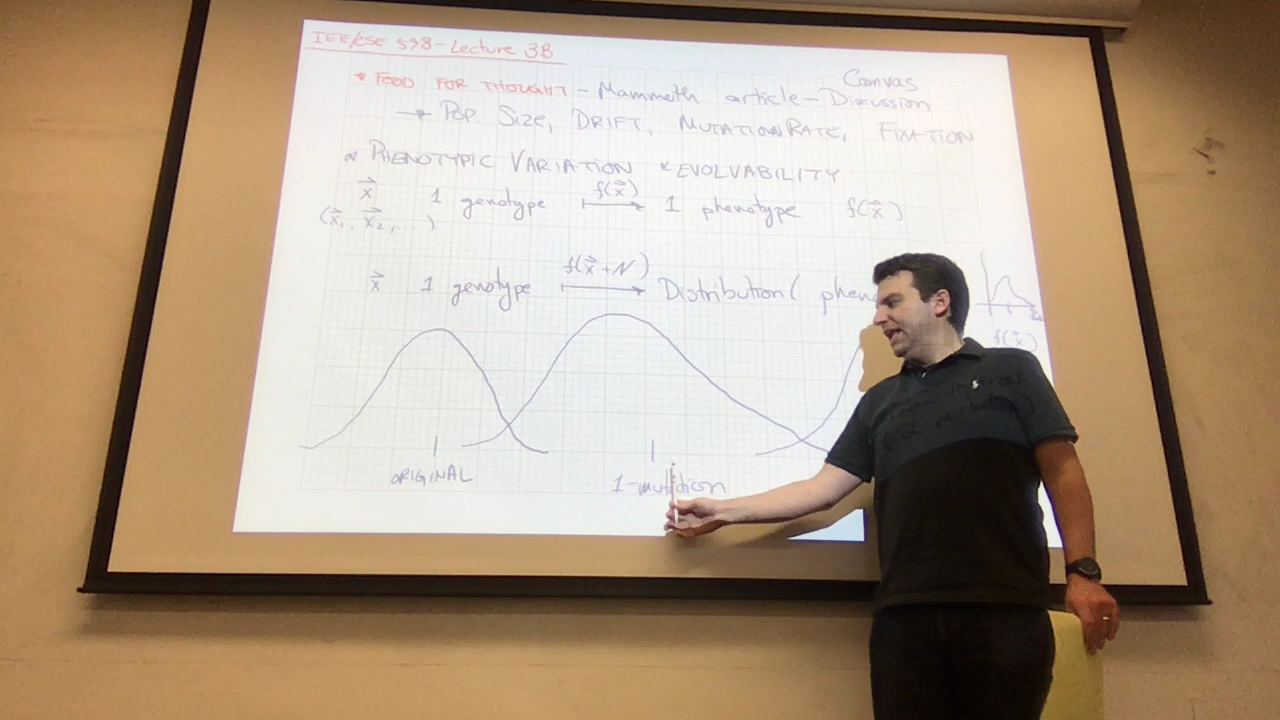 IEE/CSE 598 - Lecture 3B
Canvas
* FOOD FOR THOUGHT - Mammoth article - Discussion
→ POP. SIZE, DRIFT, MUTATION RATE, FIXATION
* PHENOTYPIC VARIATION & EVOLVABILITY
x⃗ 1 genotype f(x⃗) ↦ 1 phenotype f(x⃗)
(x⃗₁, x⃗₂, ... )
x⃗ 1 genotype f(x⃗+N) ↦ Distribution( phen
f(x⃗)
ORIGINAL 1-mutation